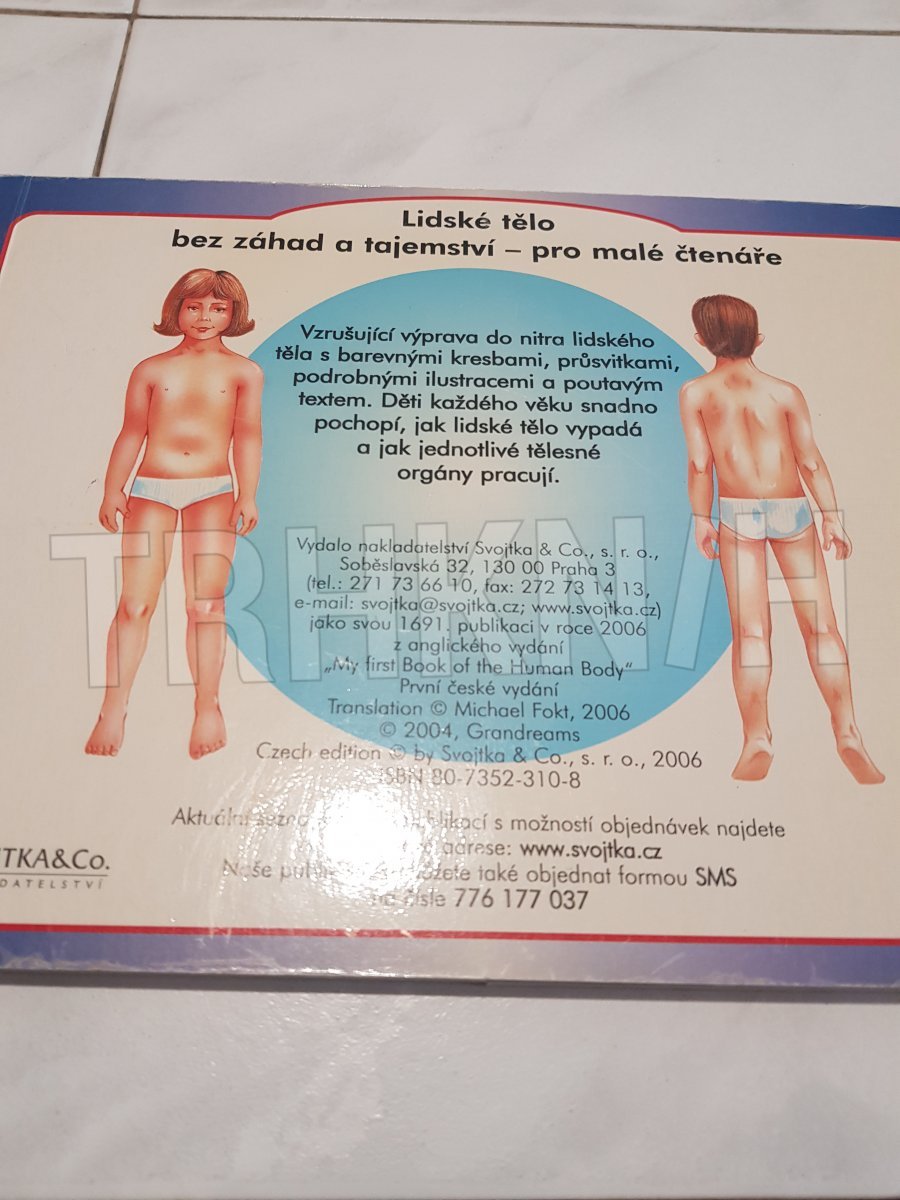 Lidské tělo
bez záhad a tajemství – pro malé čtenáře
Vzrušující výprava do nitra lidského
těla s barevnými kresbami, průsvitkami,
podrobnými ilustracemi a poutavým
textem. Děti každého věku snadno
pochopí, jak lidské tělo vypadá
a jak jednotlivé tělesné
orgány pracují.
TRHKNIH
Vydalo nakladatelství Svojtka & Co., s. r. o.,
Soběslavská 32, 130 00 Praha 3
(tel.: 271 73 66 10, fax: 272 73 14 13,
e-mail: svojtka@svojtka.cz; www.svojtka.cz)
jako svou 1691. publikaci v roce 2006
z anglického vydání
„My first Book of the Human Body"
První české vydání
Translation © Michael Fokt, 2006
© 2004, Grandreams
Czech edition © by Svojtka & Co., s. r. o., 2006
ISBN 80-7352-310-8
Aktuální s možností objednávek najdete
adrese: www.svojtka.cz
Naše také objednat formou SMS
čísle 776 177 037
TKA&Co.
DATELSTVÍ